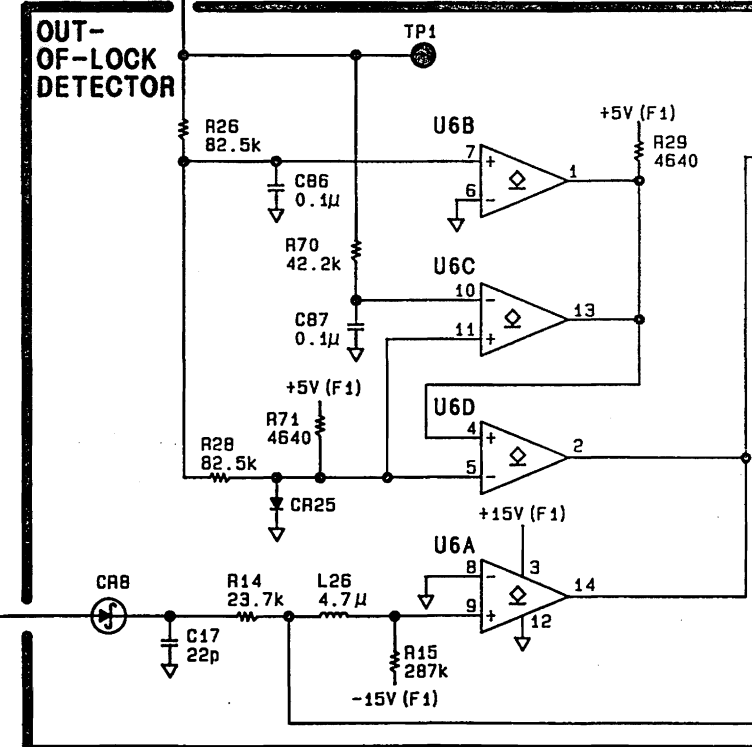 OUT-
OF-LOCK
DETECTOR
TP1
R26
82.5k
U6B
+5V (F1)
R29
4640
7
+
1
6
-
C86
0.1µ
R70
42.2k
U6C
10
-
13
11
+
C87
0.1µ
+5V (F1)
R71
4640
U6D
4
+
2
5
-
R28
82.5k
CR25
+15V (F1)
U6A
3
8
-
14
9
+
12
CR8
R14
23.7k
L26
4.7µ
C17
22p
R15
287k
-15V (F1)